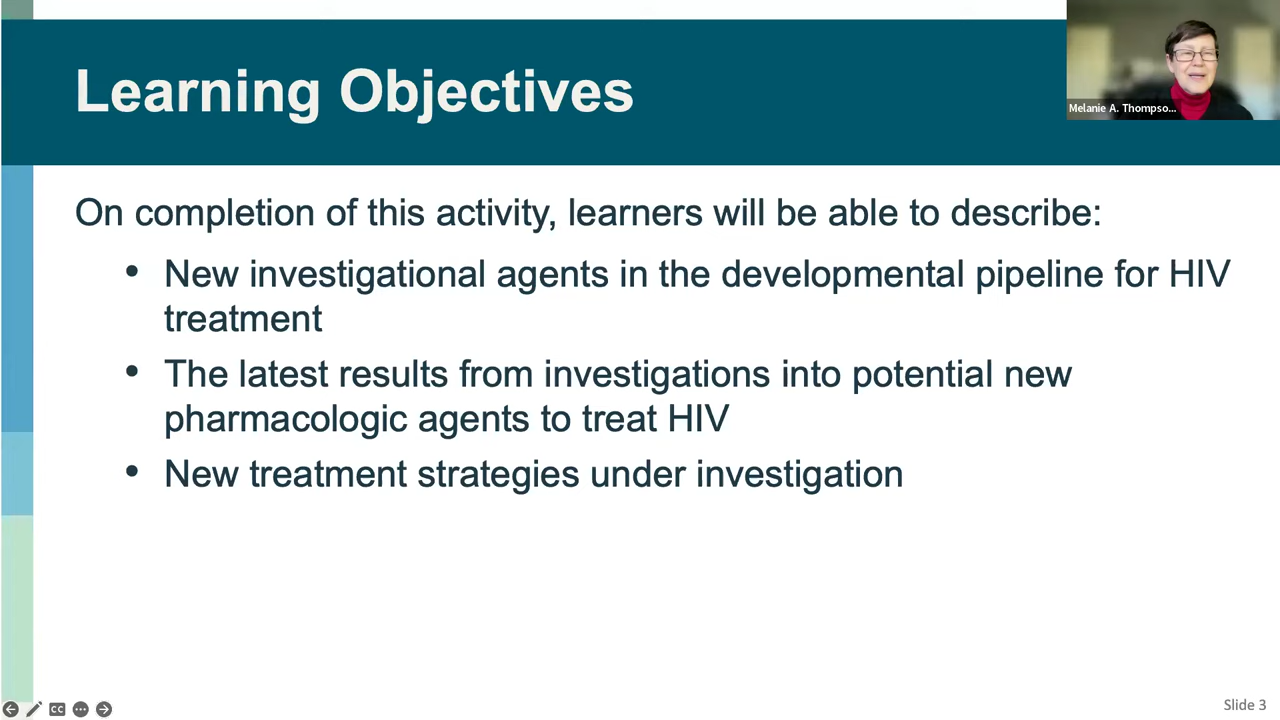 Learning Objectives
Melanie A. Thompso...
On completion of this activity, learners will be able to describe:
• New investigational agents in the developmental pipeline for HIV
treatment
• The latest results from investigations into potential new
pharmacologic agents to treat HIV
• New treatment strategies under investigation
CC
Slide 3